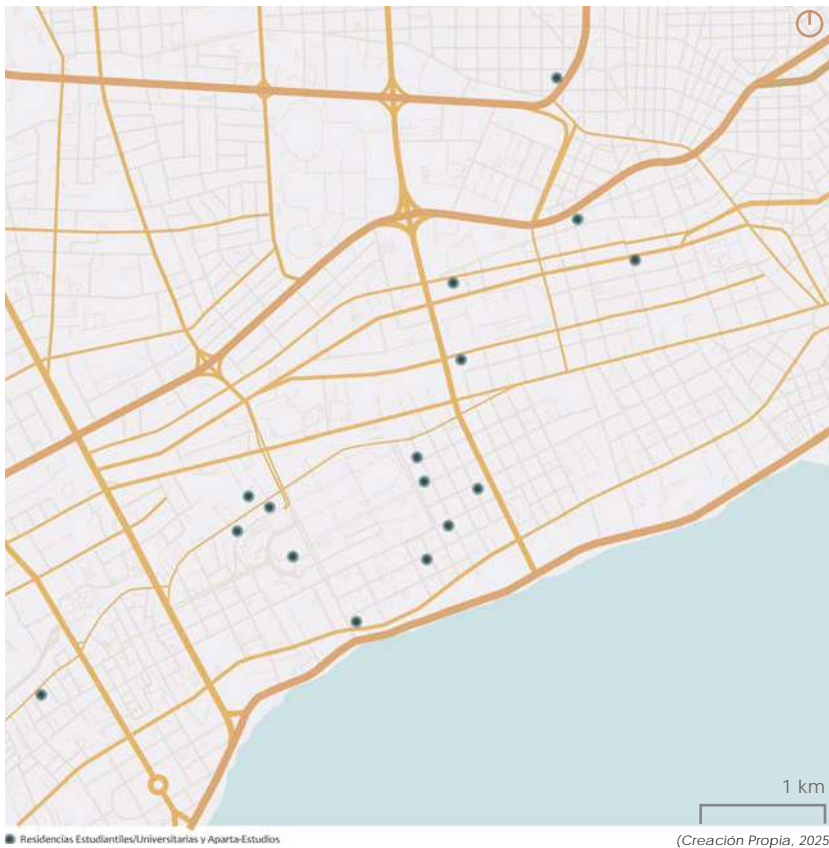 1 km
Residencias Estudiantiles/Universitarias y Aparta-Estudios
(Creación Propia, 2025